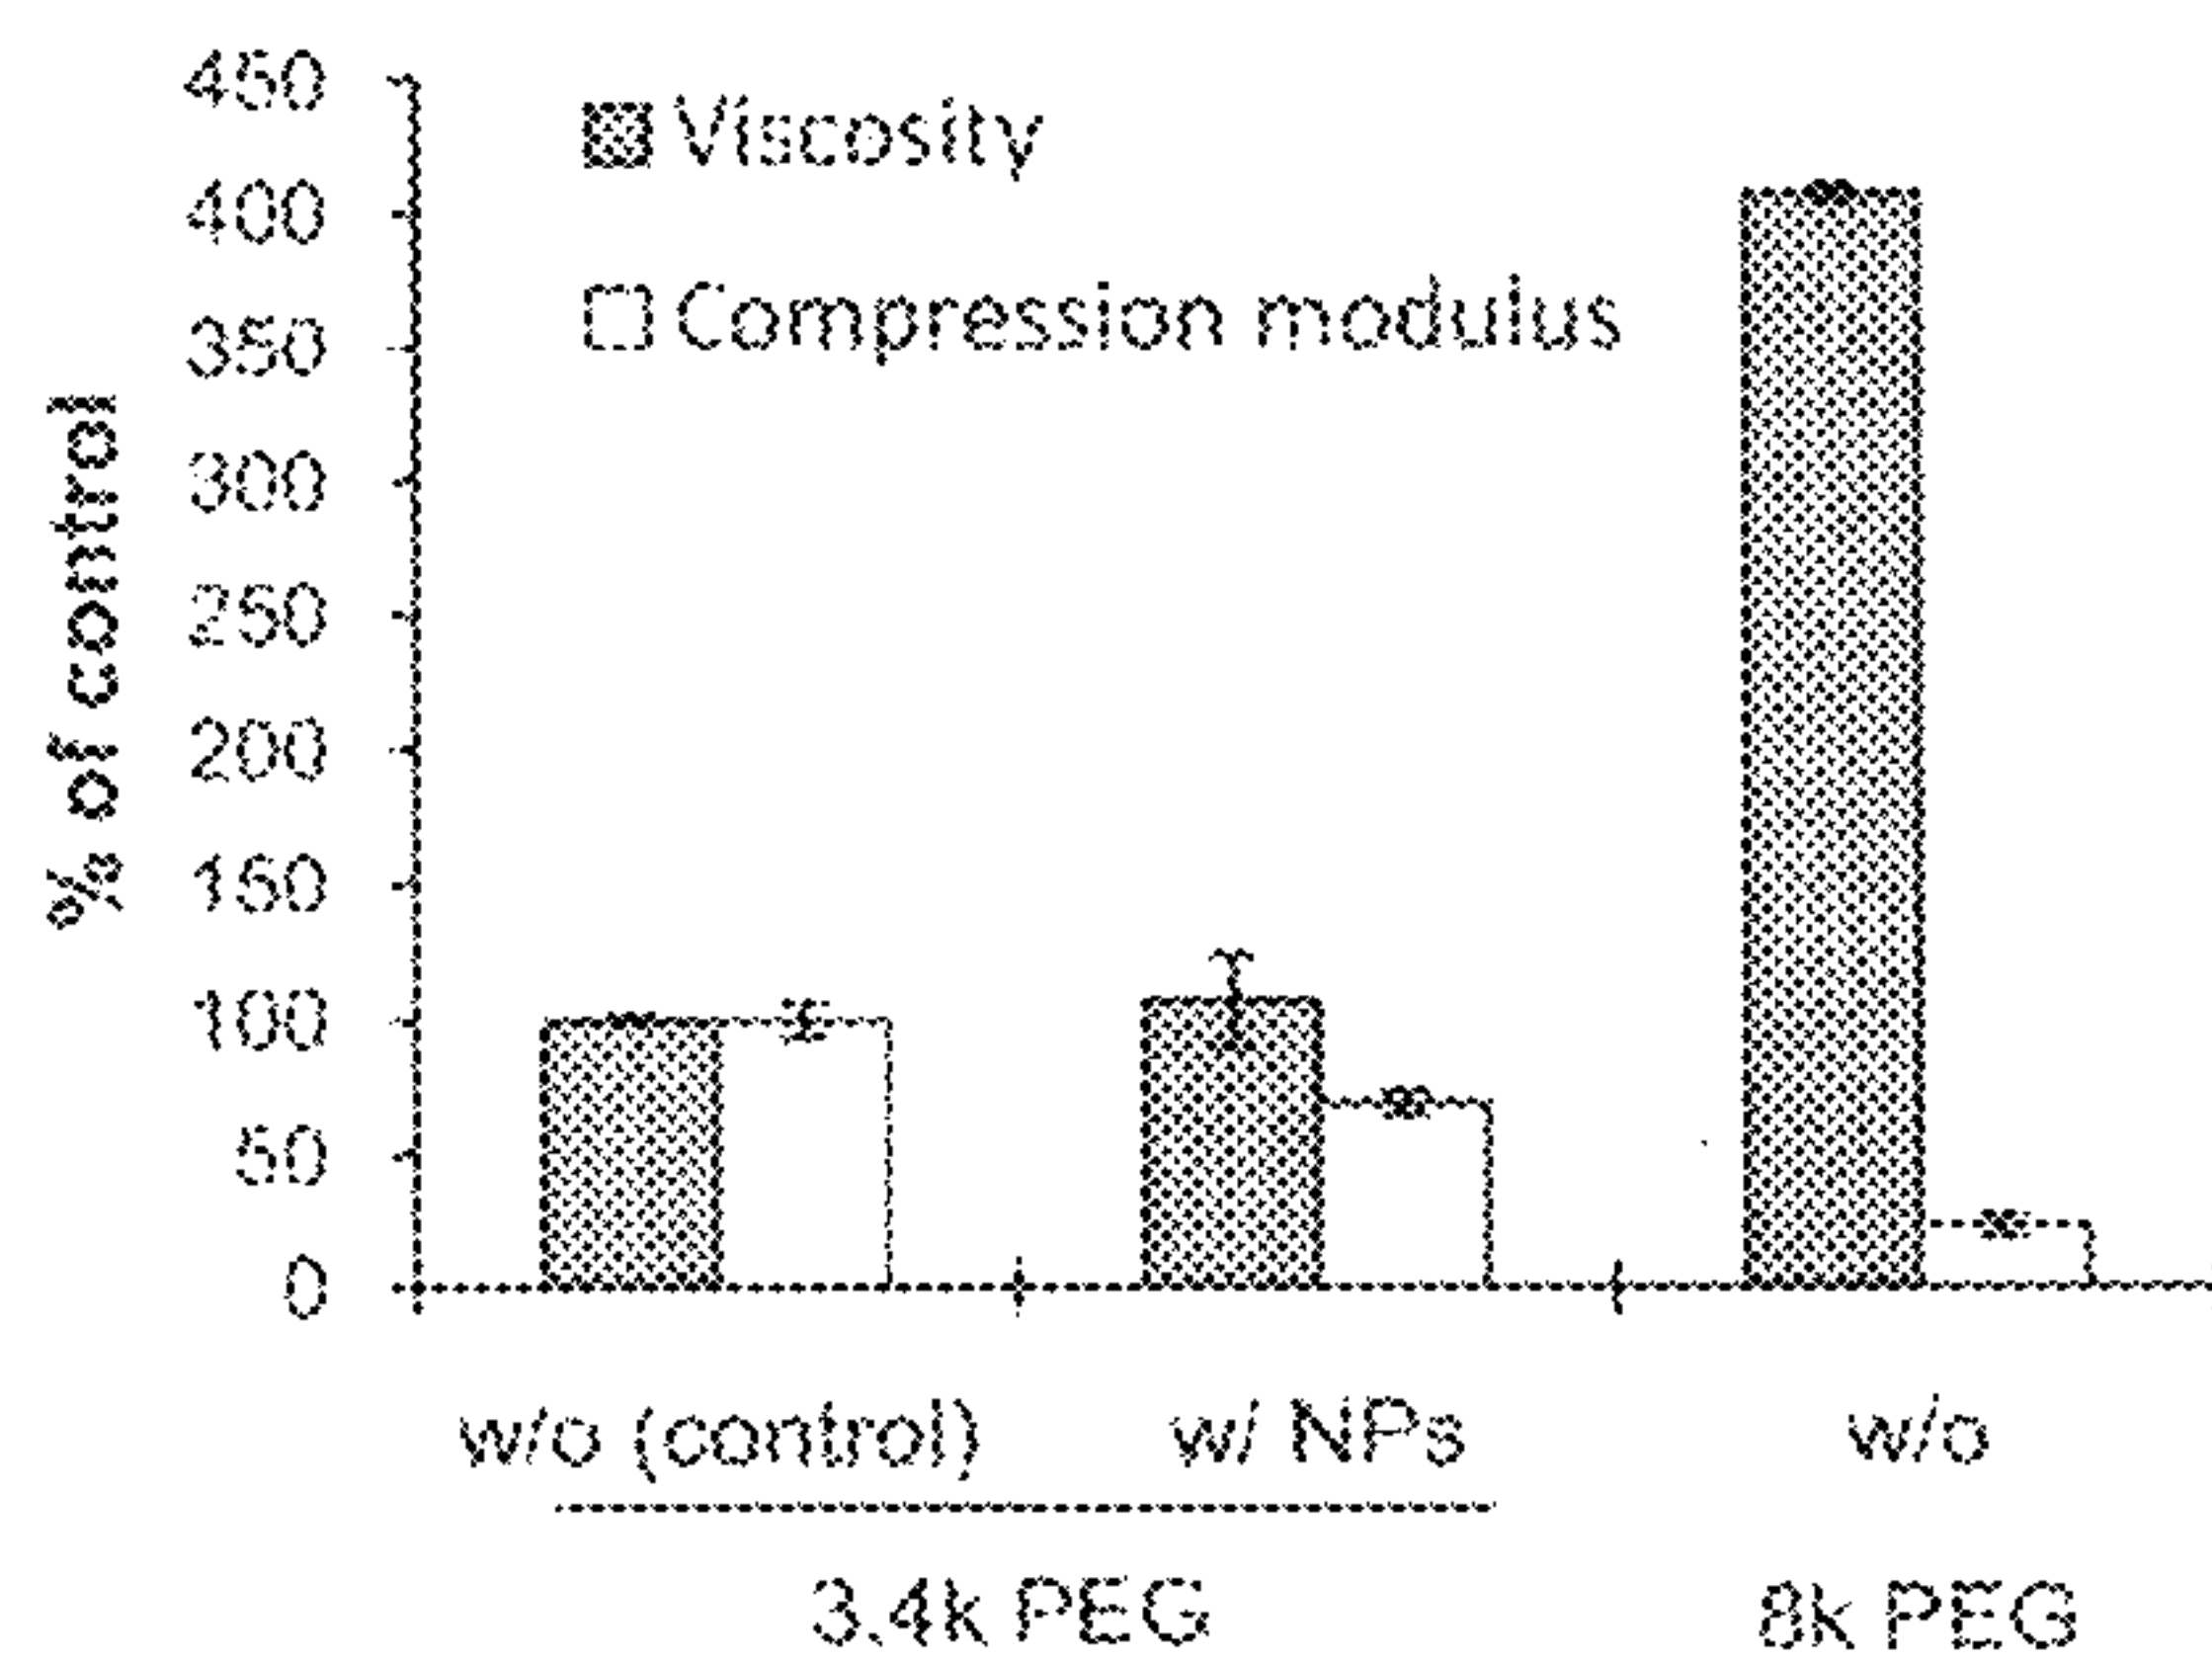 450
400
350
300
250
200
150
100
50
0
% of control
Viscosity
Compression modulus
w/o (control)
w/ NPs
w/o
3.4k PEG
8k PEG